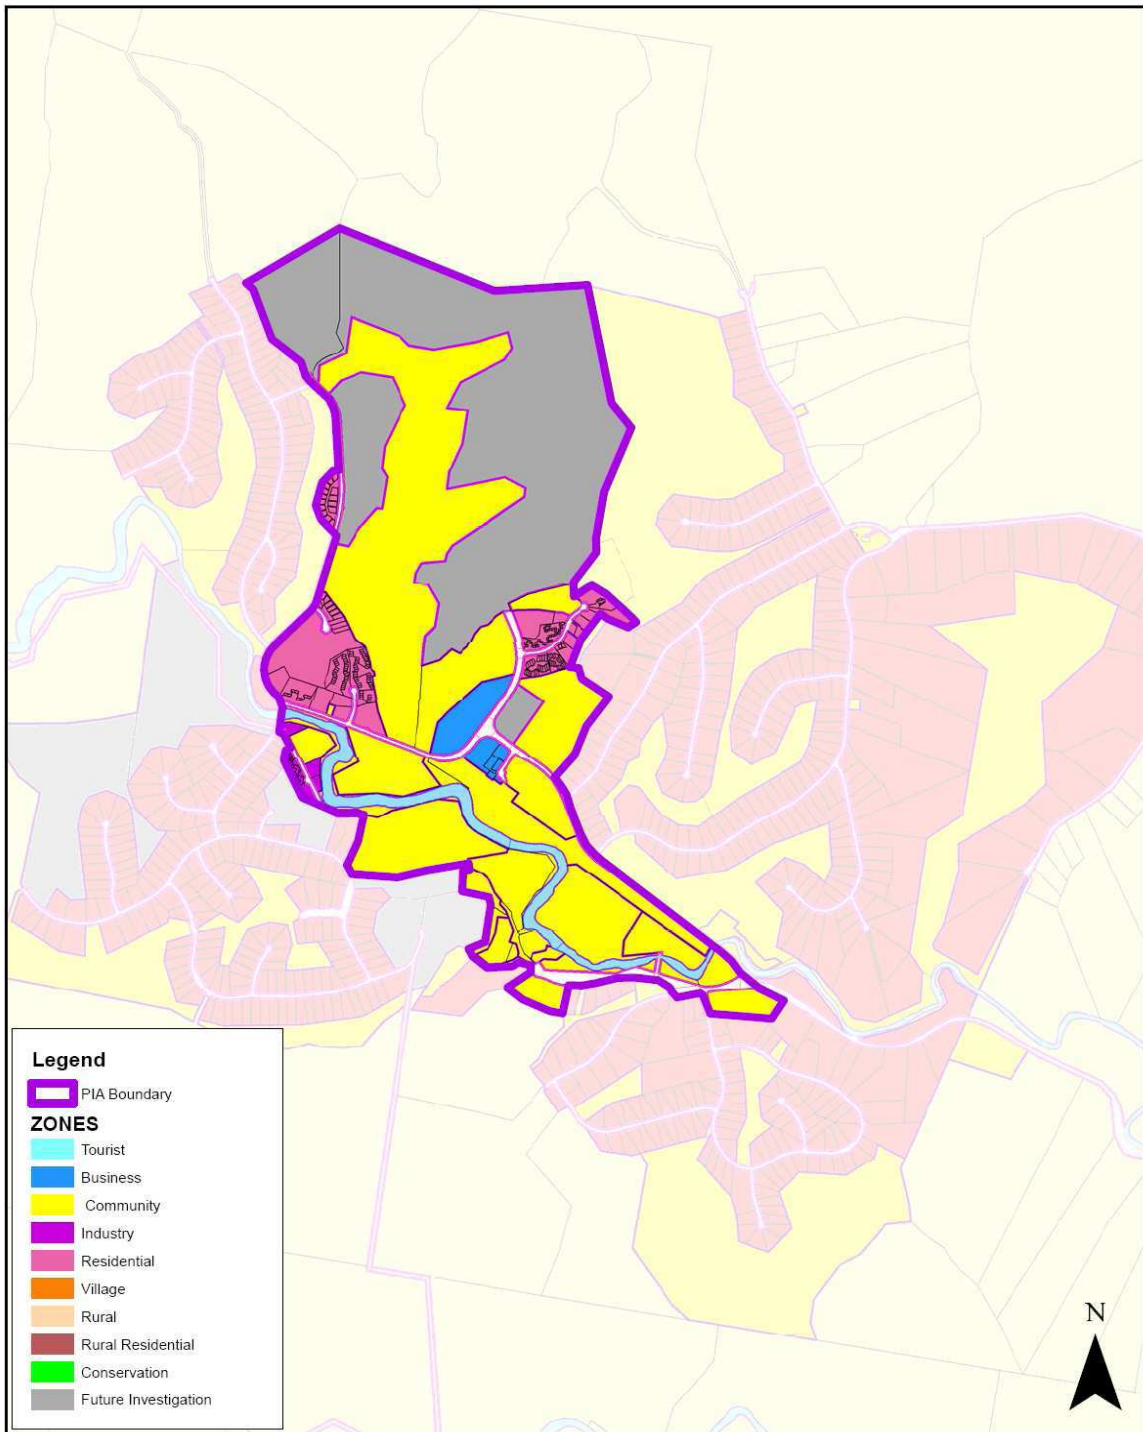 N
Legend
PIA Boundary
ZONES
Tourist
Business
Community
Industry
Residential
Village
Rural
Rural Residential
Conservation
Future Investigation